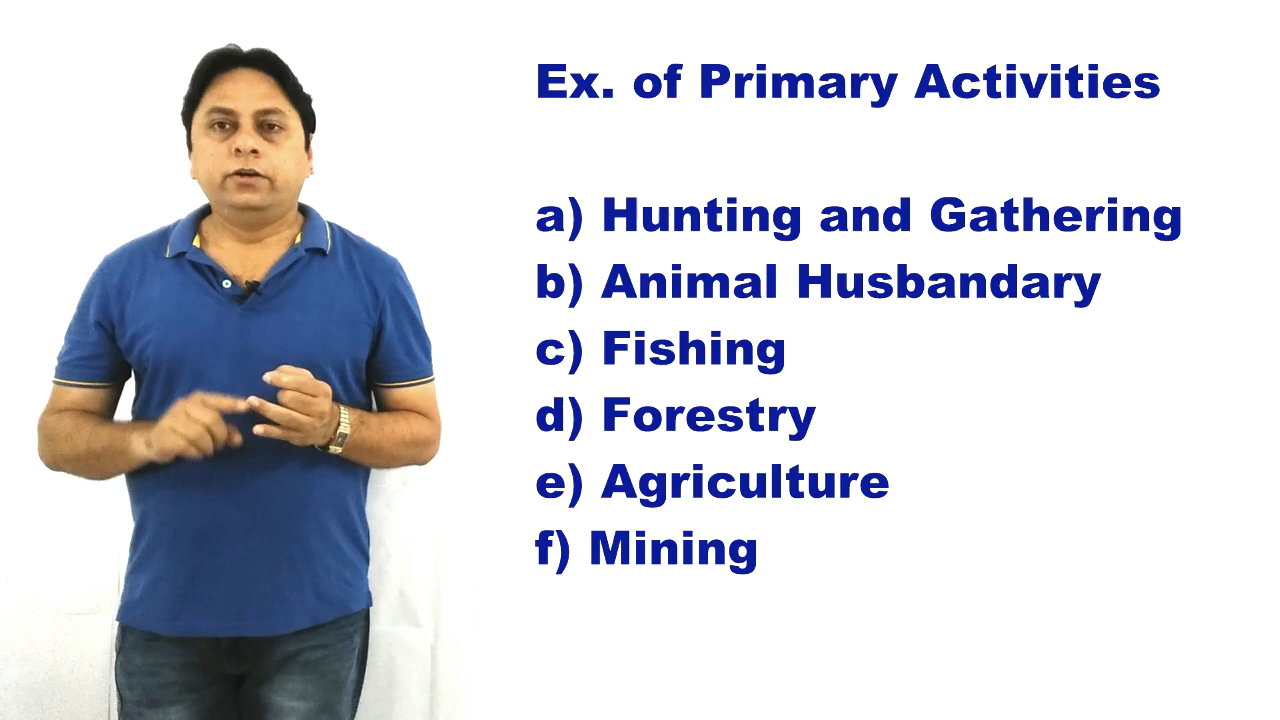 Ex. of Primary Activities
a) Hunting and Gathering
b) Animal Husbandary
c) Fishing
d) Forestry
e) Agriculture
f) Mining